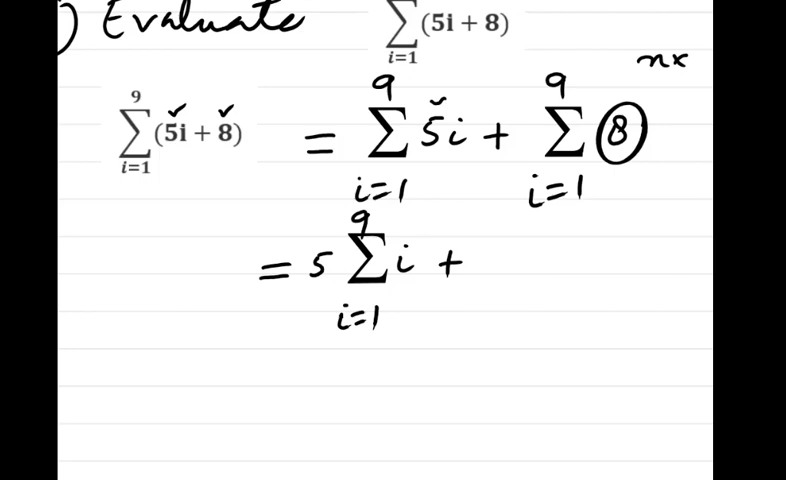 ) Evaluate ∑ i=1 (5i + 8)
nx
9 ∑ i=1 (5i + 8) = 9 ∑ i=1 5i + 9 ∑ i=1 8
= 5 9 ∑ i=1 i +